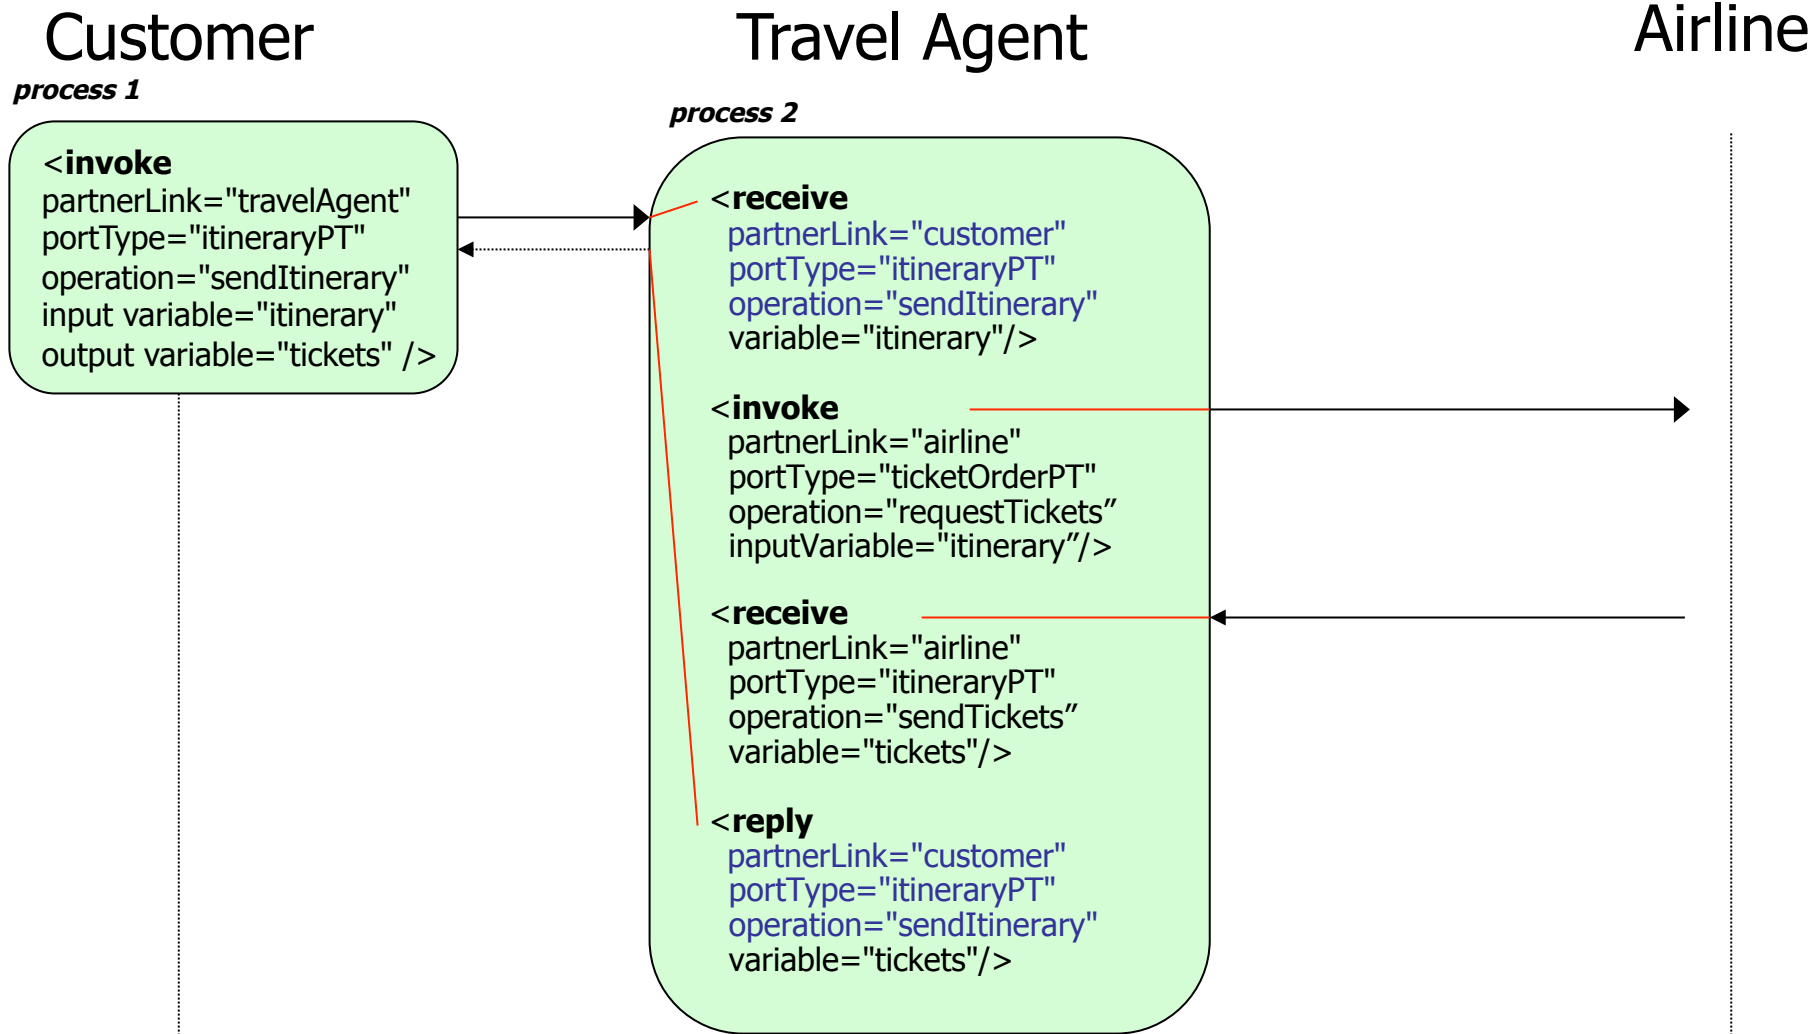 Customer
Travel Agent
Airline
process 1
process 2
<invoke
partnerLink="travelAgent"
portType="itineraryPT"
operation="sendItinerary"
input variable="itinerary"
output variable="tickets" />
<receive
partnerLink="customer"
portType="itineraryPT"
operation="sendItinerary"
variable="itinerary"/>
<invoke
partnerLink="airline"
portType="ticketOrderPT"
operation="requestTickets”
inputVariable="itinerary”/>
<receive
partnerLink="airline"
portType="itineraryPT"
operation="sendTickets”
variable="tickets"/>
<reply
partnerLink="customer"
portType="itineraryPT"
operation="sendItinerary"
variable="tickets"/>